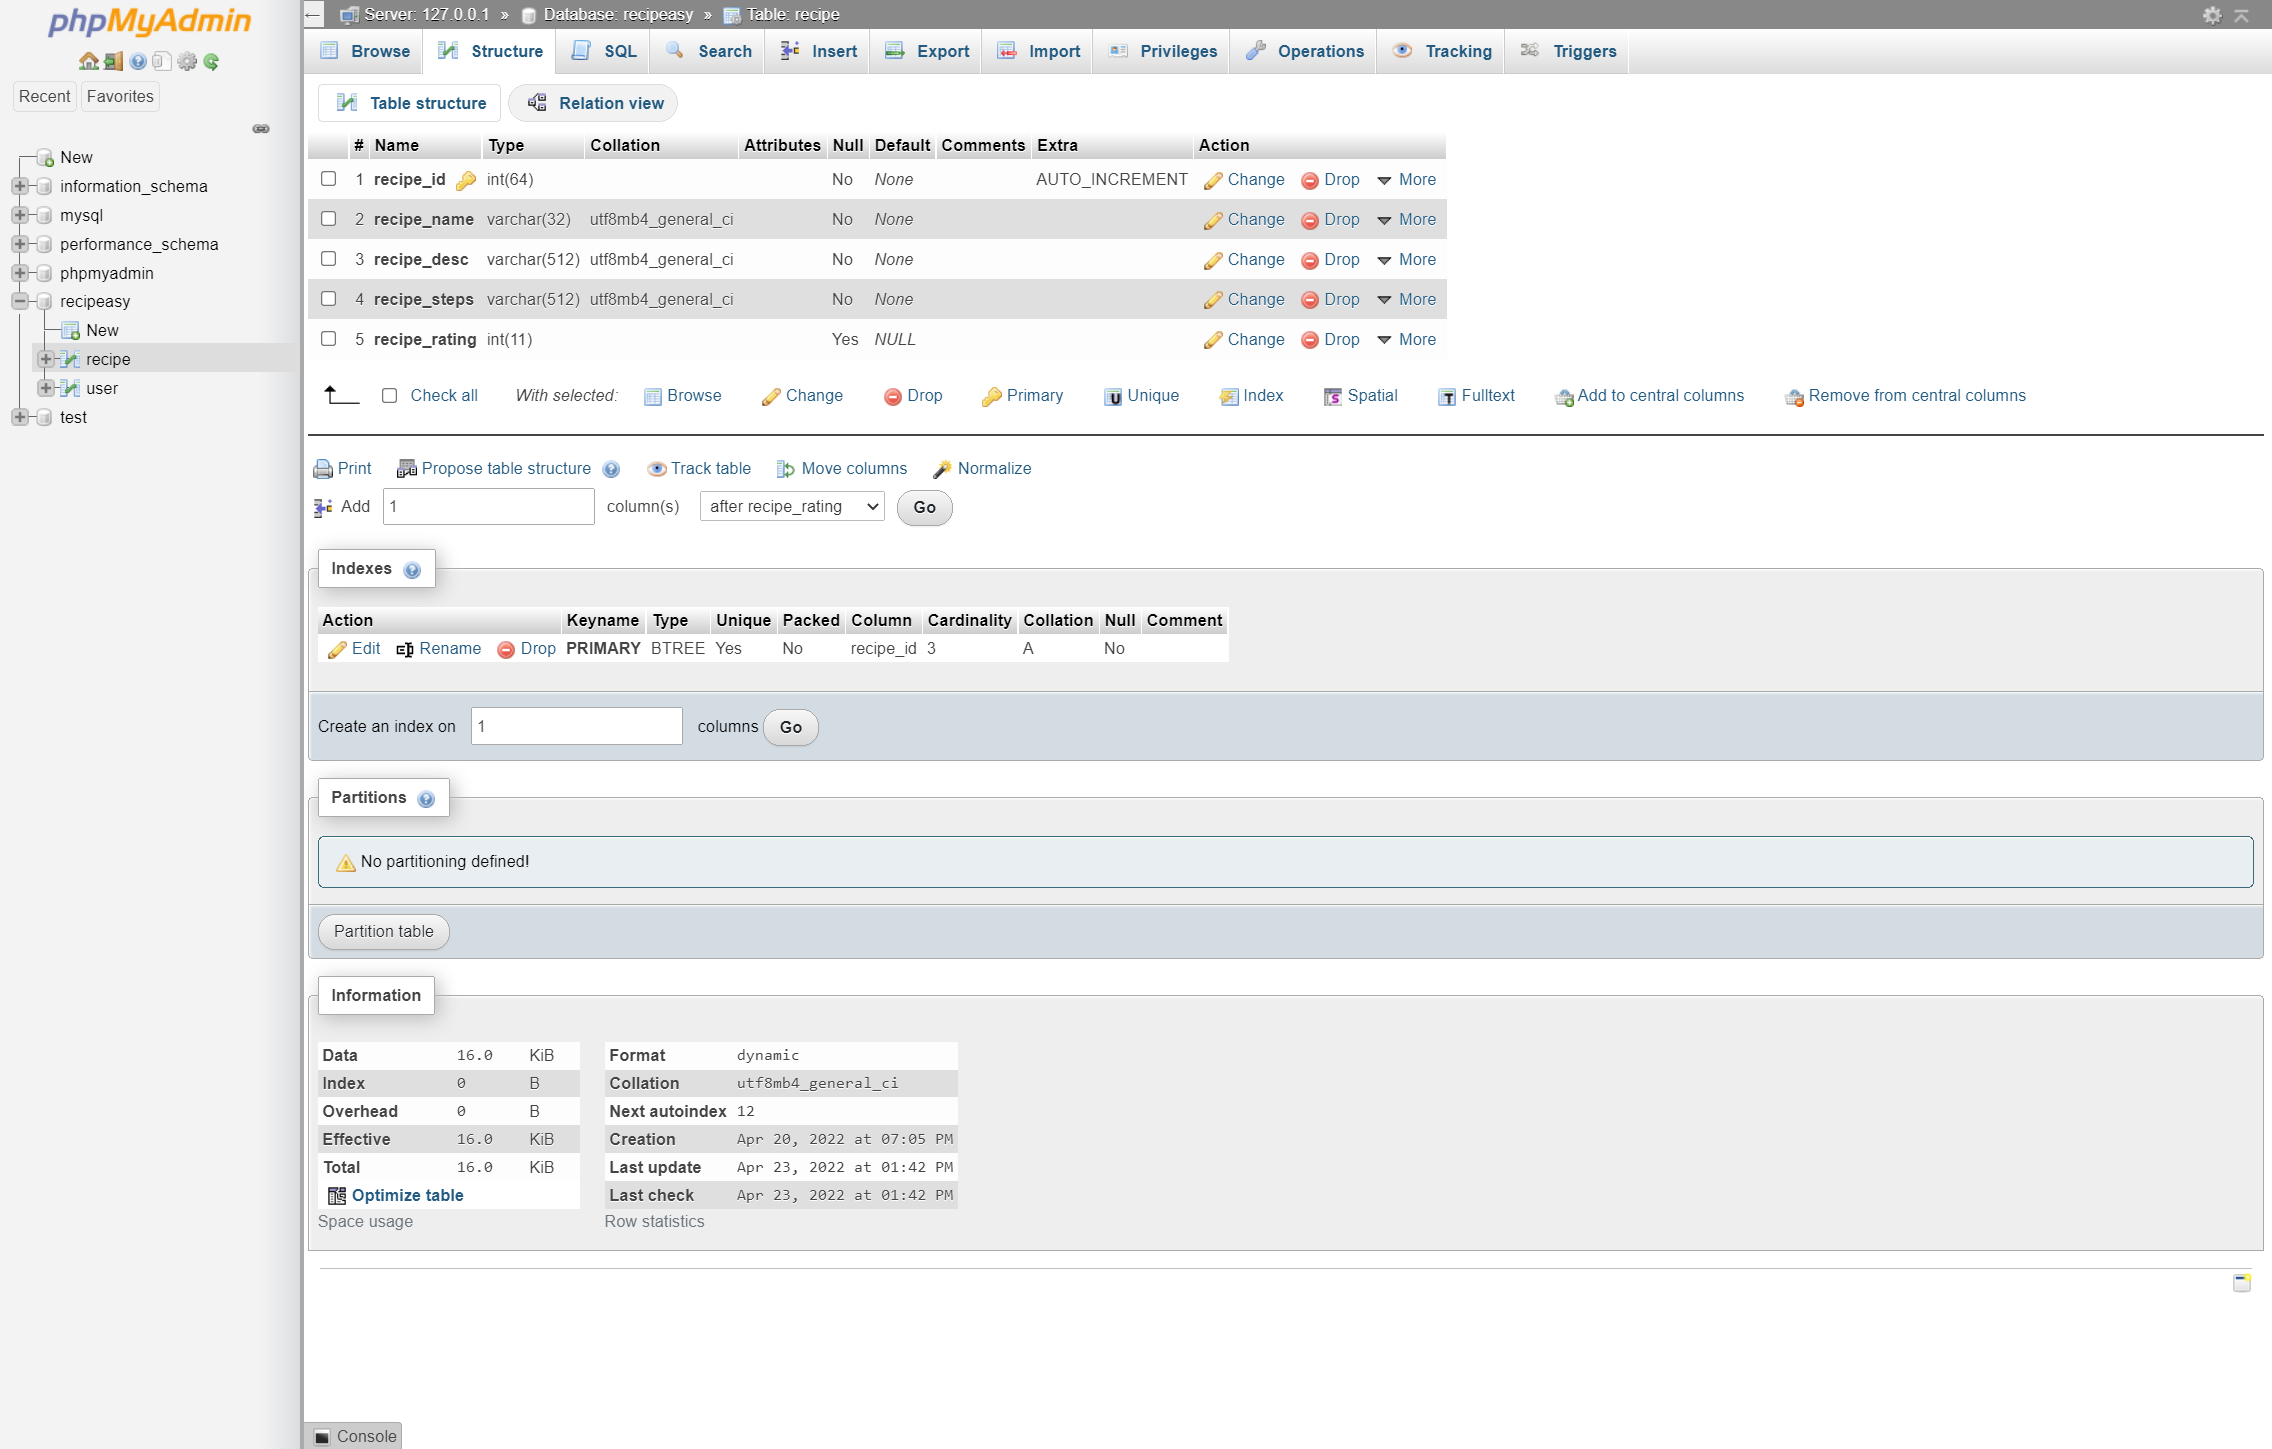 phpMyAdmin
Recent Favorites
New
information_schema
mysql
performance_schema
phpmyadmin
recipeasy
New
recipe
user
test
Server: 127.0.0.1 » Database: recipeasy » Table: recipe
Browse Structure SQL Search Insert Export Import Privileges Operations Tracking Triggers
Table structure Relation view
# Name Type Collation Attributes Null Default Comments Extra Action
1 recipe_id int(64) No None AUTO_INCREMENT Change Drop More
2 recipe_name varchar(32) utf8mb4_general_ci No None Change Drop More
3 recipe_desc varchar(512) utf8mb4_general_ci No None Change Drop More
4 recipe_steps varchar(512) utf8mb4_general_ci No None Change Drop More
5 recipe_rating int(11) Yes NULL Change Drop More
Check all With selected: Browse Change Drop Primary Unique Index Spatial Fulltext Add to central columns Remove from central columns
Print Propose table structure Track table Move columns Normalize
Add 1 column(s) after recipe_rating Go
Indexes
Action Keyname Type Unique Packed Column Cardinality Collation Null Comment
Edit Rename Drop PRIMARY BTREE Yes No recipe_id 3 A No
Create an index on 1 columns Go
Partitions
No partitioning defined!
Partition table
Information
Data 16.0 KiB
Index 0 B
Overhead 0 B
Effective 16.0 KiB
Total 16.0 KiB
Optimize table
Space usage
Format dynamic
Collation utf8mb4_general_ci
Next autoindex 12
Creation Apr 20, 2022 at 07:05 PM
Last update Apr 23, 2022 at 01:42 PM
Last check Apr 23, 2022 at 01:42 PM
Row statistics
Console